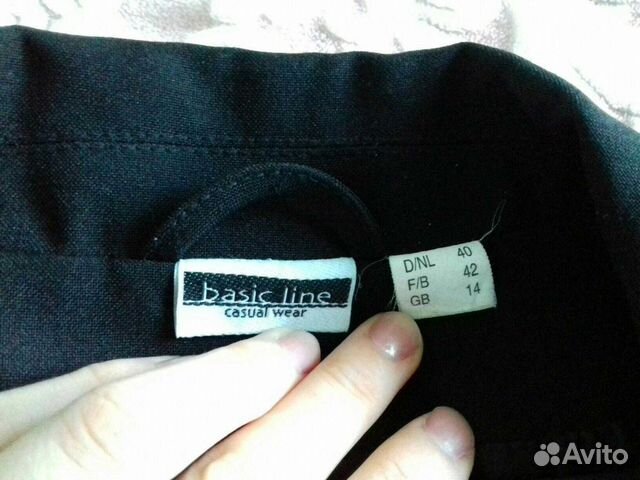 basic line
casual wear
D/NL 40
F/B 42
GB 14
Avito